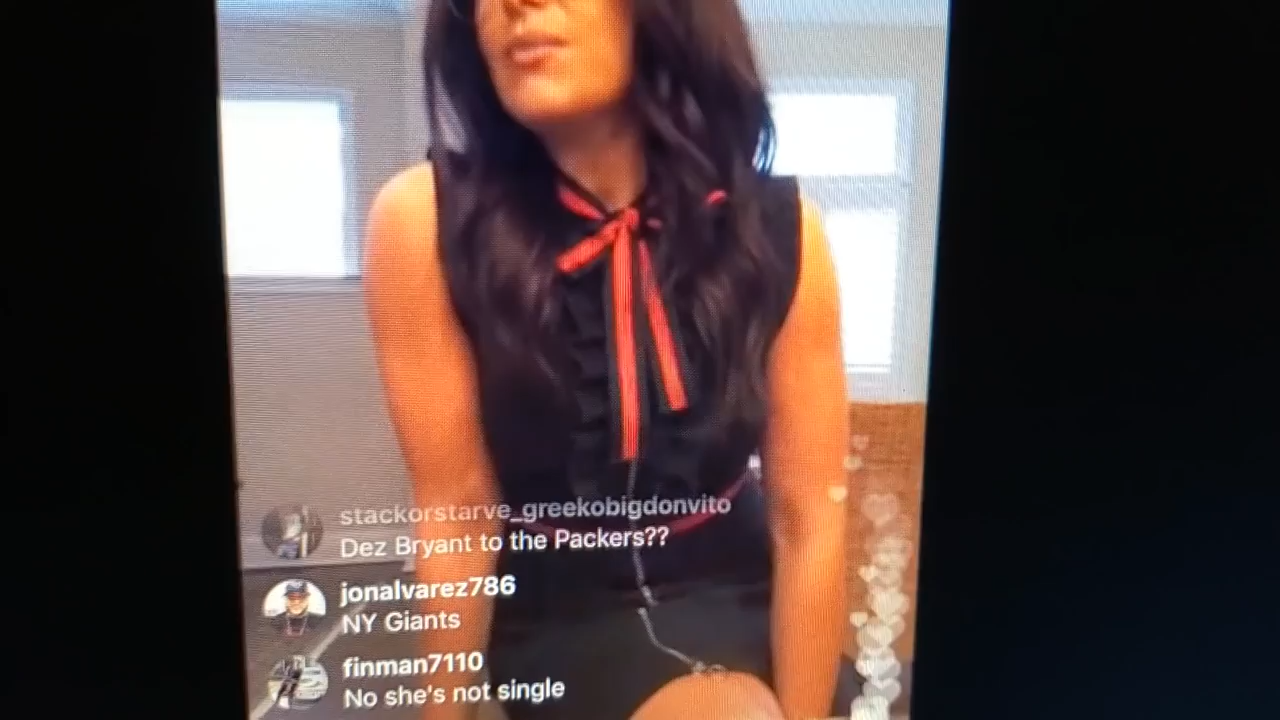 stackorstarve_greekobigdonvito
Dez Bryant to the Packers??
jonalvarez786
NY Giants
finman7110
No she's not single